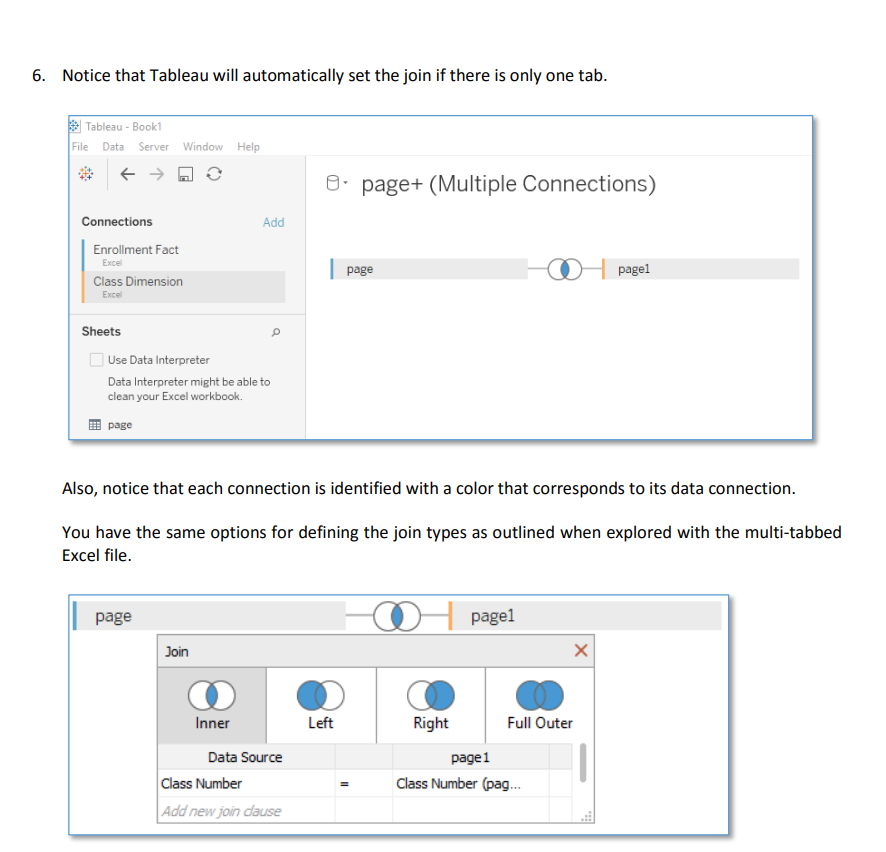 6. Notice that Tableau will automatically set the join if there is only one tab.
Tableau - Book1
File Data Server Window Help
page+ (Multiple Connections)
Connections Add
Enrollment Fact
Excel
Class Dimension
Excel
page page1
Sheets
Use Data Interpreter
Data Interpreter might be able to
clean your Excel workbook.
page
Also, notice that each connection is identified with a color that corresponds to its data connection.
You have the same options for defining the join types as outlined when explored with the multi-tabbed
Excel file.
page page1
Join
Inner Left Right Full Outer
Data Source page1
Class Number = Class Number (pag...
Add new join clause